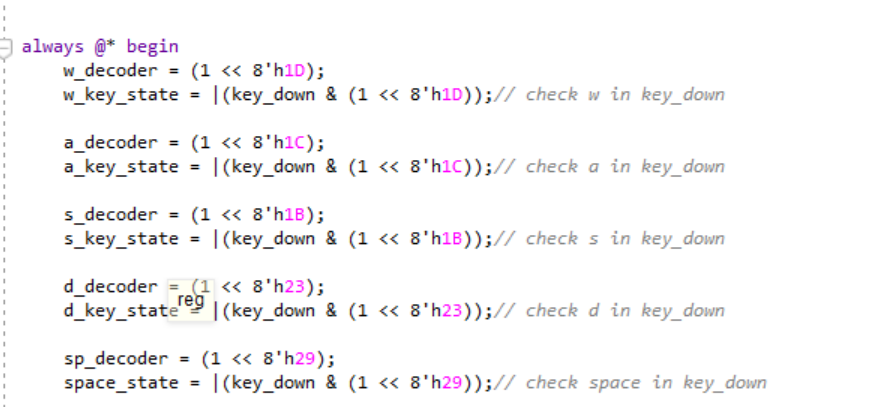 always @* begin
w_decoder = (1 << 8'h1D);
w_key_state = |(key_down & (1 << 8'h1D));// check w in key_down
a_decoder = (1 << 8'h1C);
a_key_state = |(key_down & (1 << 8'h1C));// check a in key_down
s_decoder = (1 << 8'h1B);
s_key_state = |(key_down & (1 << 8'h1B));// check s in key_down
d_decoder = (1 << 8'h23);
reg
d_key_state = |(key_down & (1 << 8'h23));// check d in key_down
sp_decoder = (1 << 8'h29);
space_state = |(key_down & (1 << 8'h29));// check space in key_down